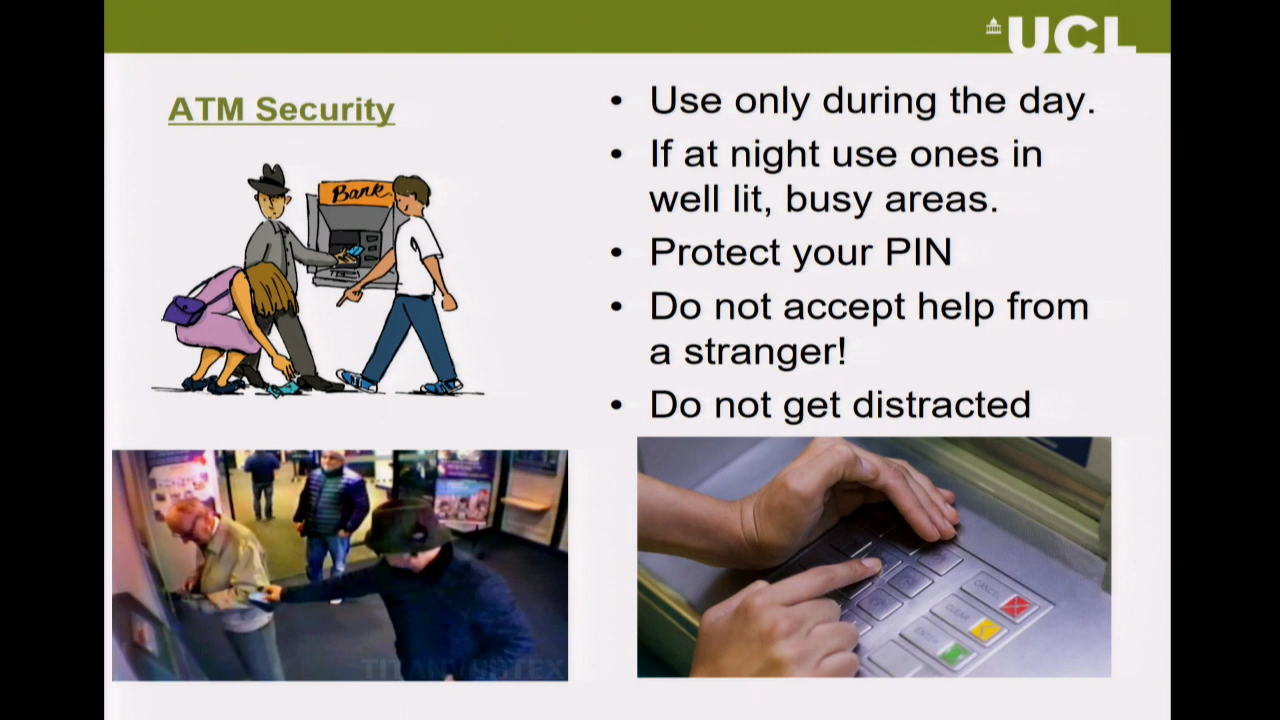 UCL
ATM Security
• Use only during the day.
• If at night use ones in
well lit, busy areas.
• Protect your PIN
• Do not accept help from
a stranger!
• Do not get distracted
Bank
CANCEL
CLEAR
ENTER